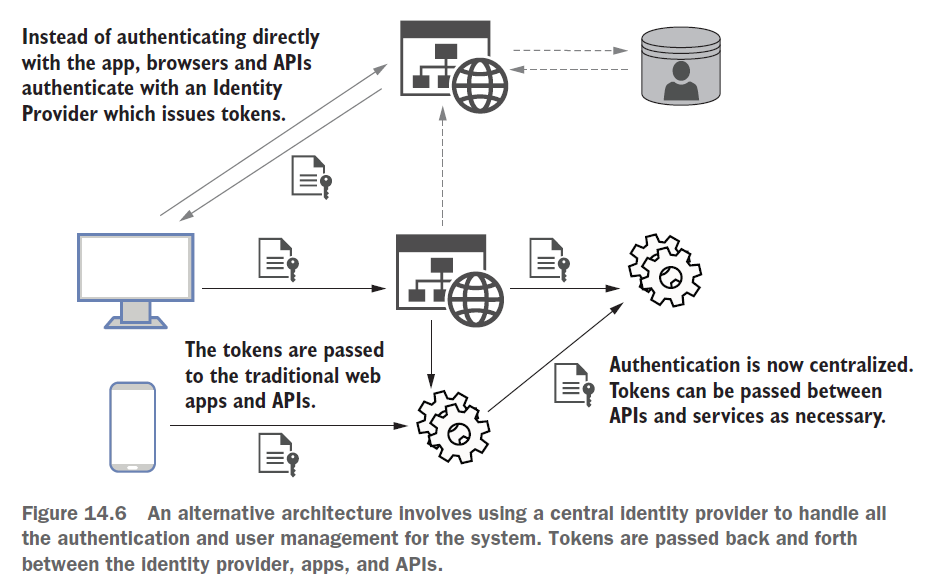 Instead of authenticating directly
with the app, browsers and APIs
authenticate with an Identity
Provider which issues tokens.
The tokens are passed
to the traditional web
apps and APIs.
Authentication is now centralized.
Tokens can be passed between
APIs and services as necessary.
Figure 14.6 An alternative architecture involves using a central identity provider to handle all
the authentication and user management for the system. Tokens are passed back and forth
between the identity provider, apps, and APIs.